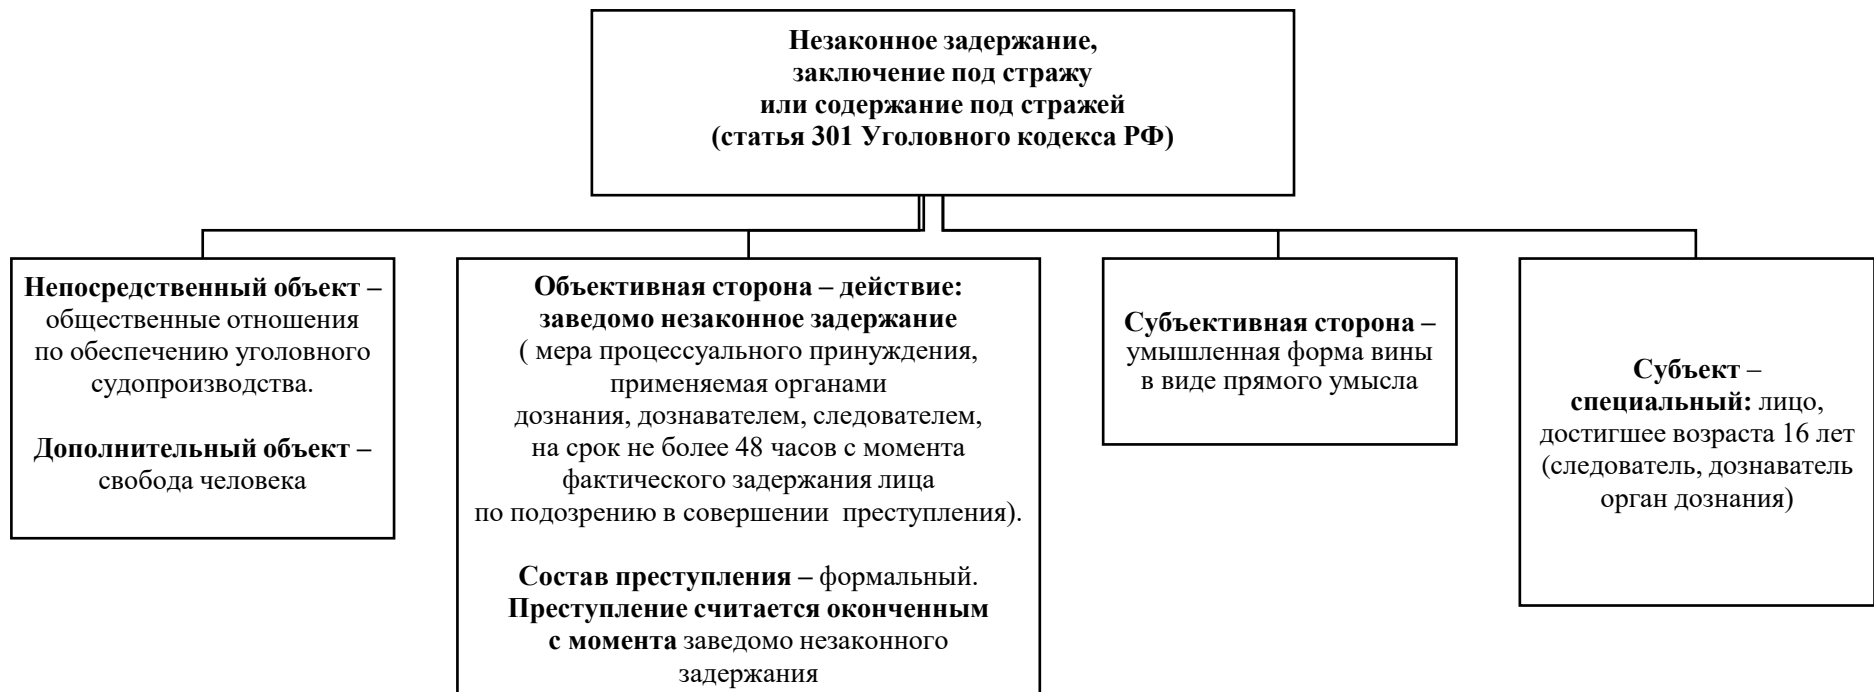 Незаконное задержание,
заключение под стражу
или содержание под стражей
(статья 301 Уголовного кодекса РФ)
Непосредственный объект –
общественные отношения
по обеспечению уголовного
судопроизводства.
Дополнительный объект –
свобода человека
Объективная сторона – действие:
заведомо незаконное задержание
( мера процессуального принуждения,
применяемая органами
дознания, дознавателем, следователем,
на срок не более 48 часов с момента
фактического задержания лица
по подозрению в совершении преступления).
Состав преступления – формальный.
Преступление считается оконченным
с момента заведомо незаконного
задержания
Субъективная сторона –
умышленная форма вины
в виде прямого умысла
Субъект –
специальный: лицо,
достигшее возраста 16 лет
(следователь, дознаватель
орган дознания)